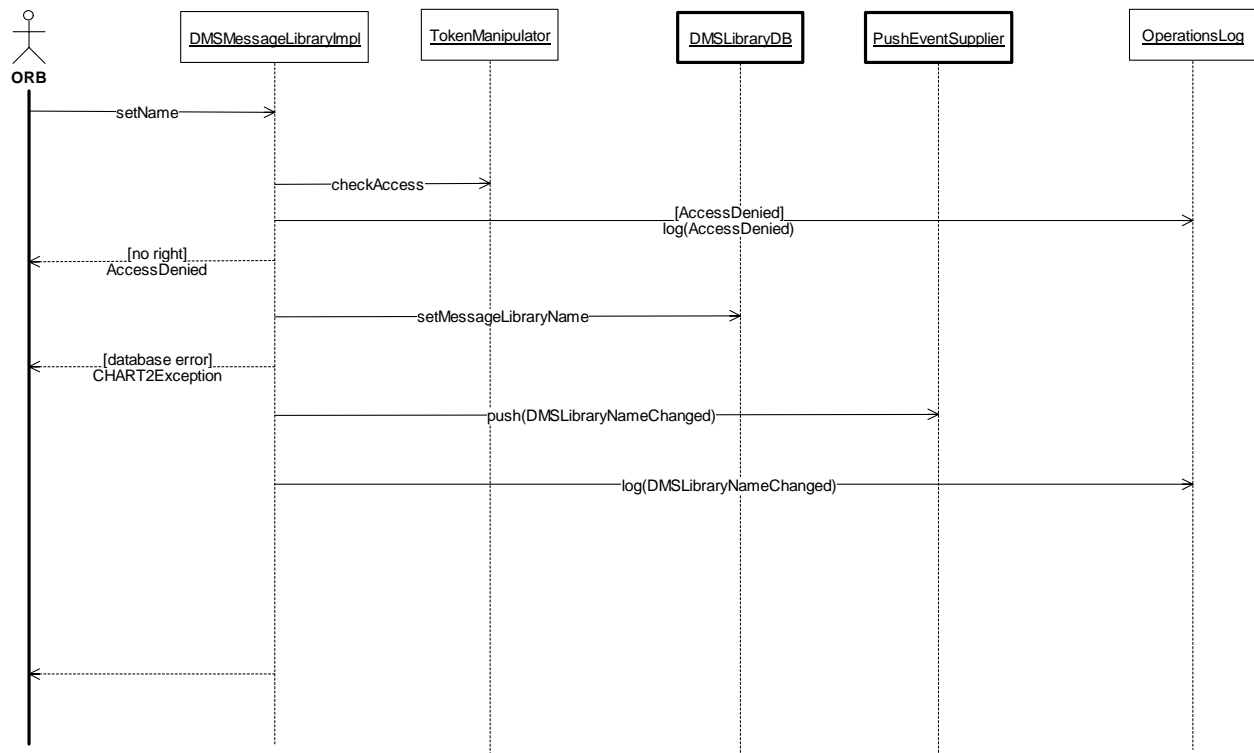 DMSMessageLibraryImpl
TokenManipulator
DMSLibraryDB
PushEventSupplier
OperationsLog
ORB
setName
checkAccess
[AccessDenied]
log(AccessDenied)
[no right]
AccessDenied
setMessageLibraryName
[database error]
CHART2Exception
push(DMSLibraryNameChanged)
log(DMSLibraryNameChanged)